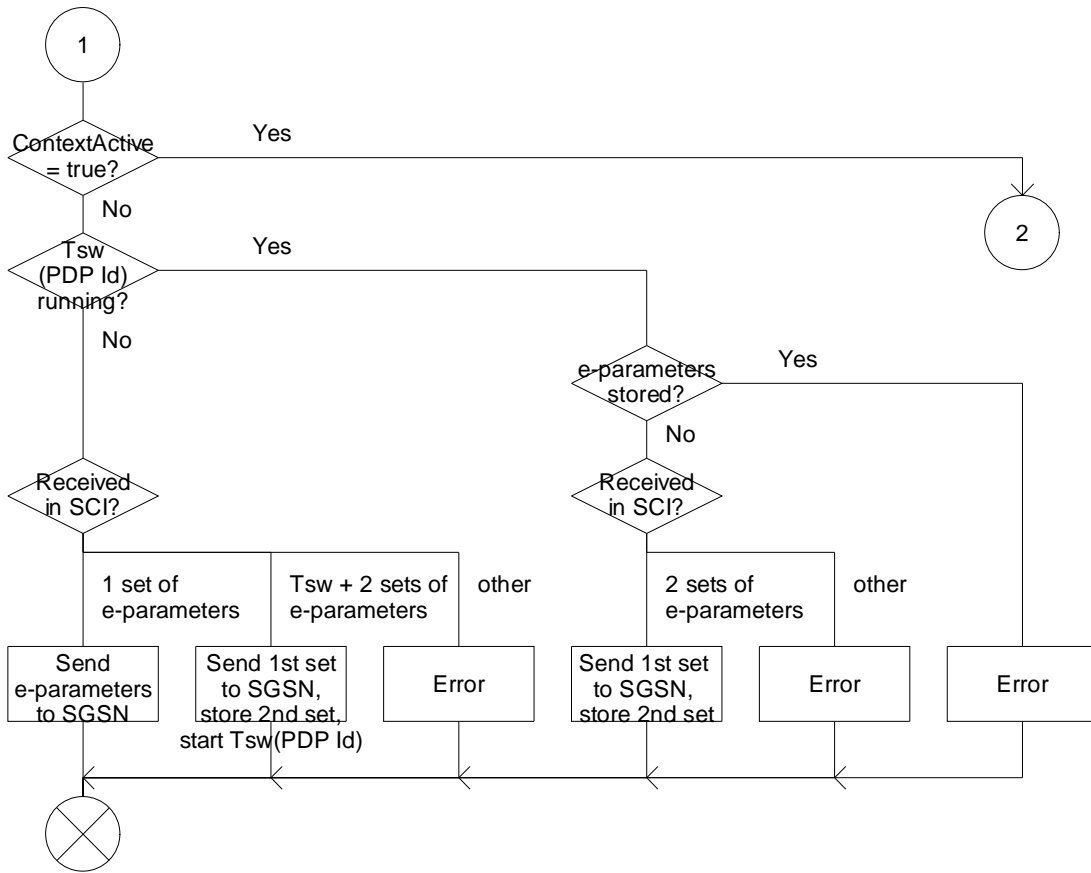 1
ContextActive
= true?
Yes
No
2
Tsw
(PDP Id)
running?
Yes
No
e-parameters
stored?
Yes
No
Received
in SCI?
Received
in SCI?
1 set of
e-parameters
Tsw + 2 sets of
e-parameters
other
2 sets of
e-parameters
other
Send
e-parameters
to SGSN
Send 1st set
to SGSN,
store 2nd set,
start Tsw(PDP Id)
Error
Send 1st set
to SGSN,
store 2nd set
Error
Error